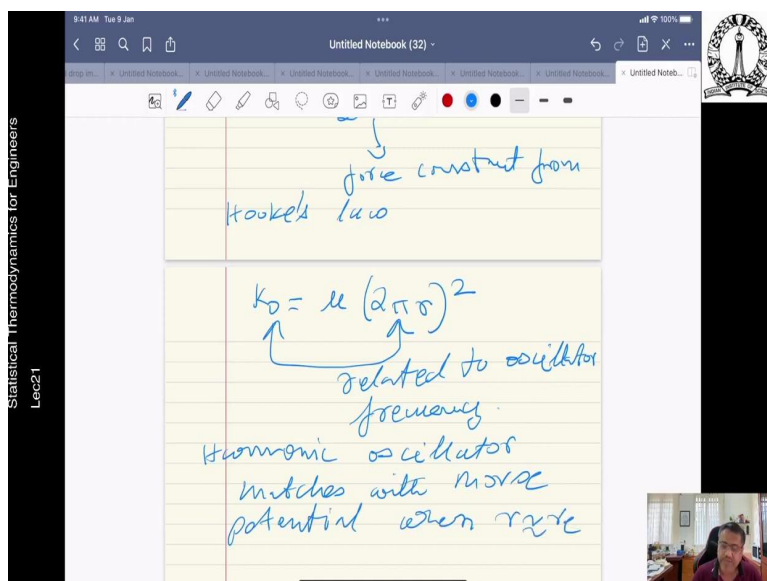 9:41 AM Tue 9 Jan
100%
Untitled Notebook (32)
d drop im...
× Untitled Notebook...
× Untitled Notebook...
× Untitled Notebook...
× Untitled Notebook...
× Untitled Notebook...
× Untitled Notebook...
× Untitled Noteb...
force constant from
Hooke's law
K₀ = μ (2πν)²
related to oscillator
frequency.
Harmonic oscillator
matches with morse
potential when r≈re
Statistical Thermodynamics for Engineers
Lec21